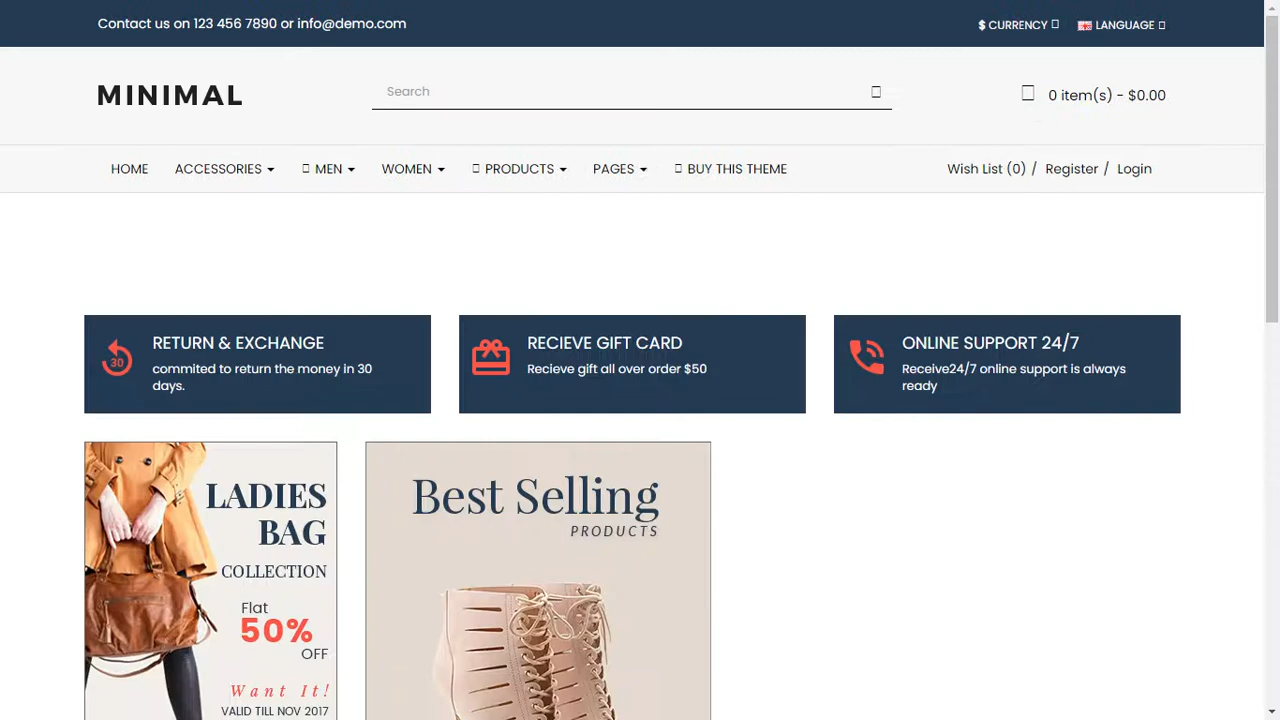 Contact us on 123 456 7890 or info@demo.com
$ CURRENCY
LANGUAGE
MINIMAL
Search
0 item(s) - $0.00
HOME ACCESSORIES MEN WOMEN PRODUCTS PAGES BUY THIS THEME
Wish List (0) / Register / Login
30
RETURN & EXCHANGE
commited to return the money in 30
days.
RECIEVE GIFT CARD
Recieve gift all over order $50
ONLINE SUPPORT 24/7
Receive24/7 online support is always
ready
LADIES
BAG
COLLECTION
Flat
50%
OFF
Want It!
VALID TILL NOV 2017
Best Selling
PRODUCTS